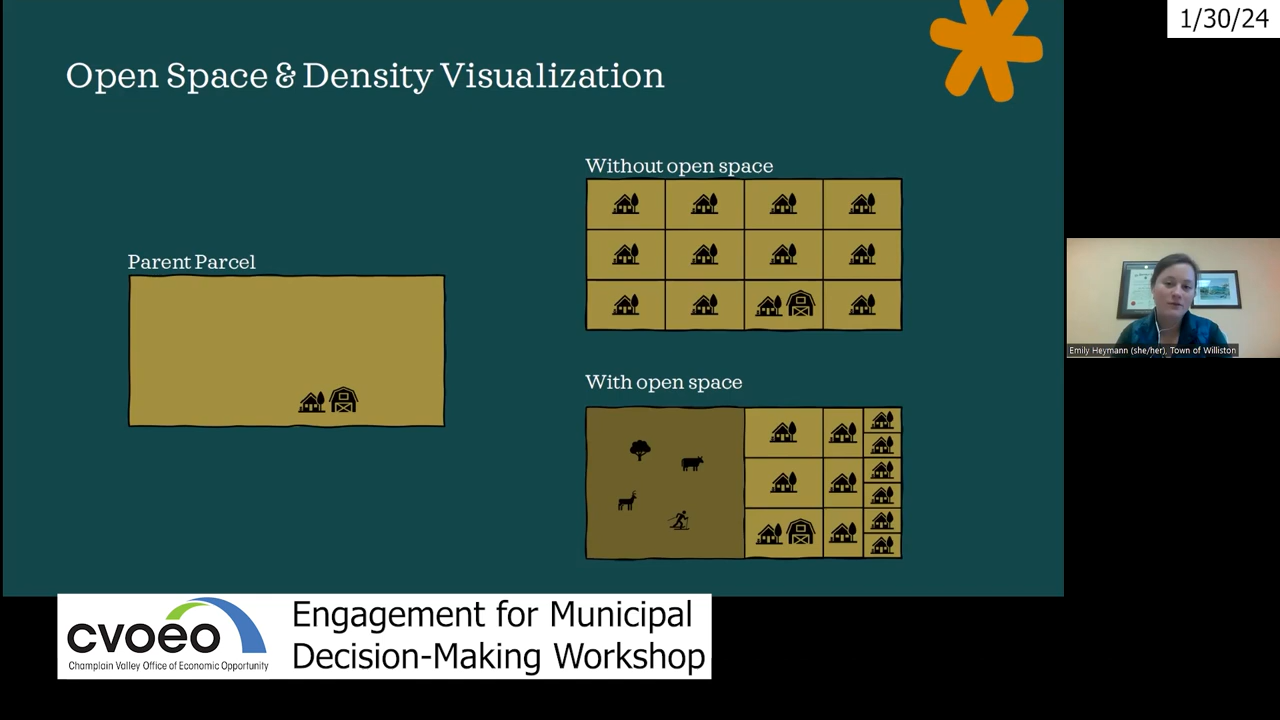 1/30/24
Open Space & Density Visualization
Without open space
Parent Parcel
With open space
Emily Heymann (she/her), Town of Williston
cvoeo
Champlain Valley Office of Economic Opportunity
Engagement for Municipal
Decision-Making Workshop